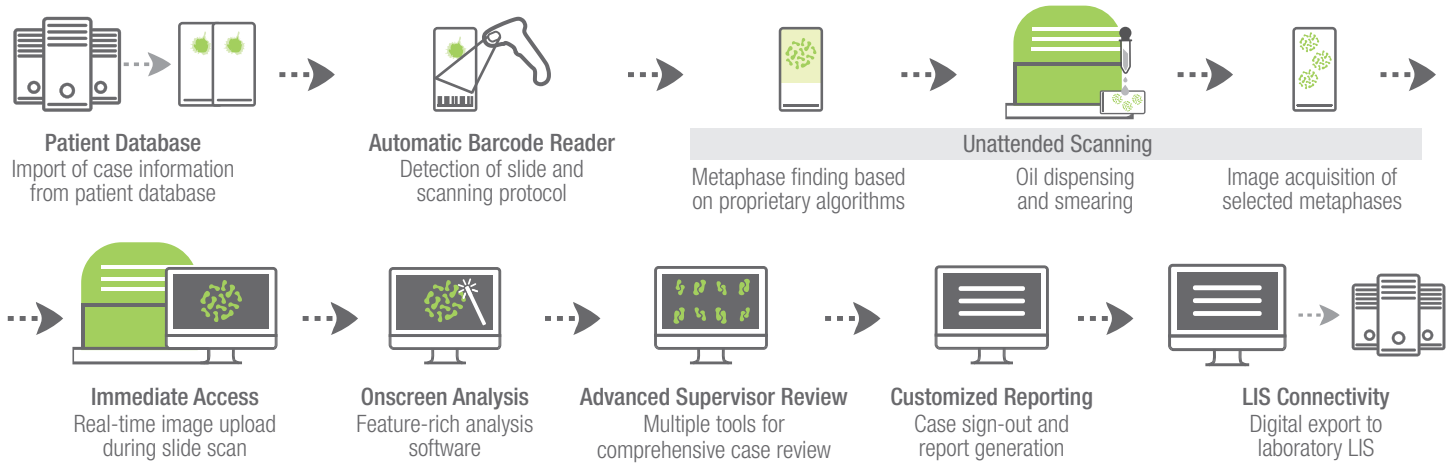 Patient Database
Import of case information
from patient database
Automatic Barcode Reader
Detection of slide and
scanning protocol
Unattended Scanning
Metaphase finding based
on proprietary algorithms
Oil dispensing
and smearing
Image acquisition of
selected metaphases
Immediate Access
Real-time image upload
during slide scan
Onscreen Analysis
Feature-rich analysis
software
Advanced Supervisor Review
Multiple tools for
comprehensive case review
Customized Reporting
Case sign-out and
report generation
LIS Connectivity
Digital export to
laboratory LIS